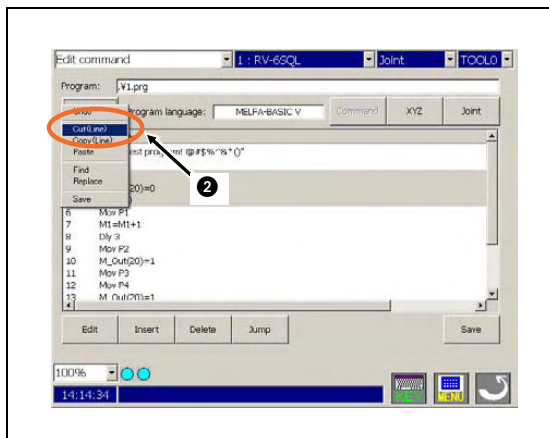 Edit command 1 : RV-6SQL Joint TOOL0
Program: .¥1.prg
Undo Program language: MELFA-BASIC V Command XYZ Joint
Cut(Line)
Copy(Line)
Paste est program! @#$%^&*()"
Find
Replace 20)=0
Save
❷
6 Mov P1
7 M1=M1+1
8 Dly 3
9 Mov P2
10 M_Out(20)=1
11 Mov P3
12 Mov P4
13 M_Out(20)=1
Edit Insert Delete Jump Save
100%
14:14:34 KEY MENU